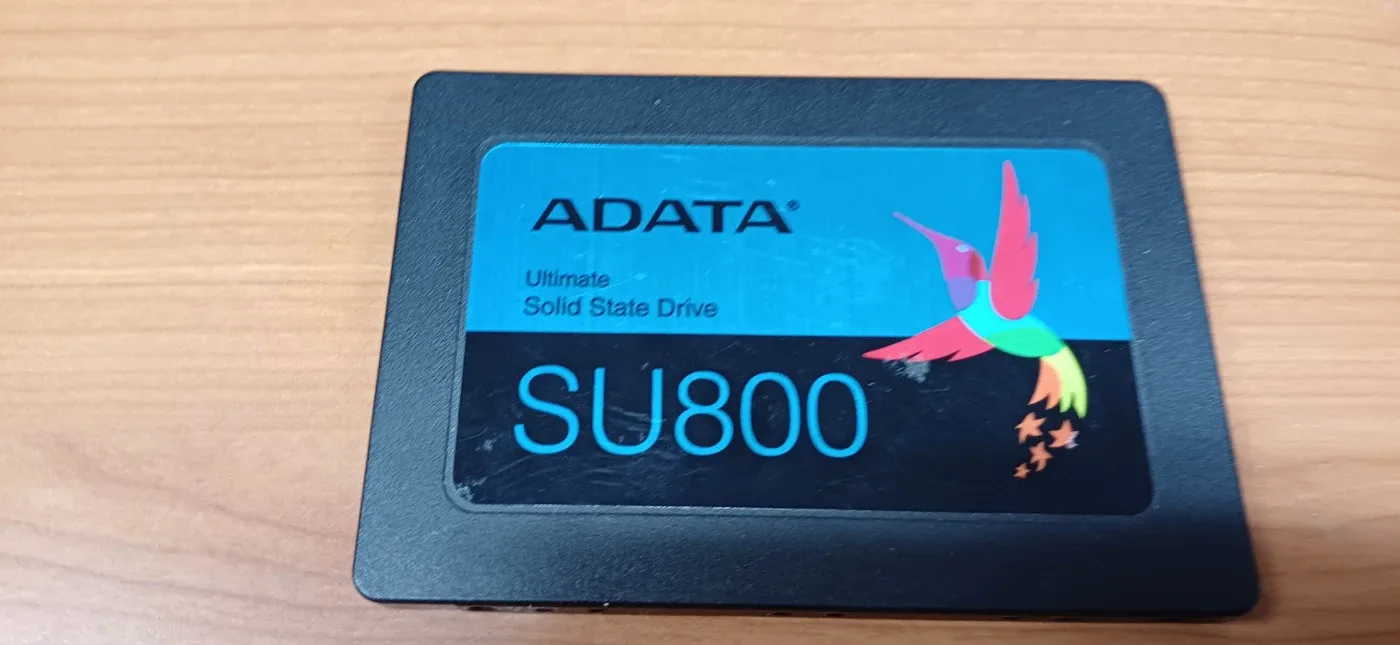 ADATA®
Ultimate
Solid State Drive
SU800